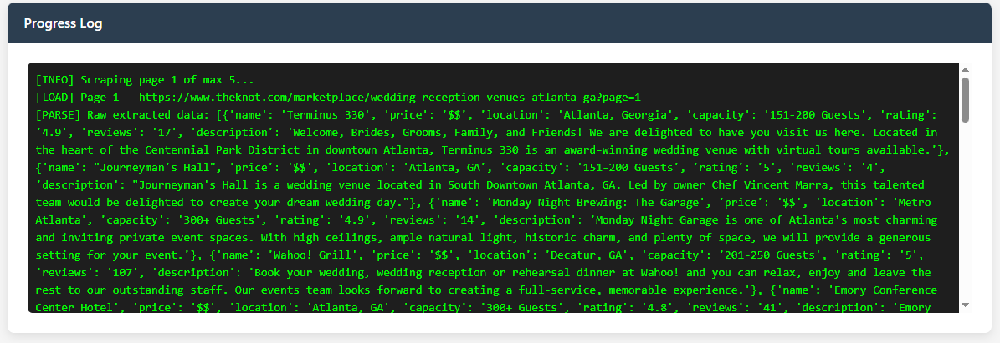 Progress Log
[INFO] Scraping page 1 of max 5...
[LOAD] Page 1 - https://www.theknot.com/marketplace/wedding-reception-venues-atlanta-ga?page=1
[PARSE] Raw extracted data: [{'name': 'Terminus 330', 'price': '$$', 'location': 'Atlanta, Georgia', 'capacity': '151-200 Guests', 'rating':
'4.9', 'reviews': '17', 'description': 'Welcome, Brides, Grooms, Family, and Friends! We are delighted to have you visit us here. Located in
the heart of the Centennial Park District in downtown Atlanta, Terminus 330 is an award-winning wedding venue with virtual tours available.'},
{'name': "Journeyman's Hall", 'price': '$$', 'location': 'Atlanta, GA', 'capacity': '151-200 Guests', 'rating': '5', 'reviews': '4',
'description': "Journeyman's Hall is a wedding venue located in South Downtown Atlanta, GA. Led by owner Chef Vincent Marra, this talented
team would be delighted to create your dream wedding day."}, {'name': 'Monday Night Brewing: The Garage', 'price': '$$', 'location': 'Metro
Atlanta', 'capacity': '300+ Guests', 'rating': '4.9', 'reviews': '14', 'description': 'Monday Night Garage is one of Atlanta’s most charming
and inviting private event spaces. With high ceilings, ample natural light, historic charm, and plenty of space, we will provide a generous
setting for your event.'}, {'name': 'Wahoo! Grill', 'price': '$$', 'location': 'Decatur, GA', 'capacity': '201-250 Guests', 'rating': '5',
'reviews': '107', 'description': 'Book your wedding, wedding reception or rehearsal dinner at Wahoo! and you can relax, enjoy and leave the
rest to our outstanding staff. Our events team looks forward to creating a full-service, memorable experience.'}, {'name': 'Emory Conference
Center Hotel', 'price': '$$', 'location': 'Atlanta, GA', 'capacity': '300+ Guests', 'rating': '4.8', 'reviews': '41', 'description': 'Emory